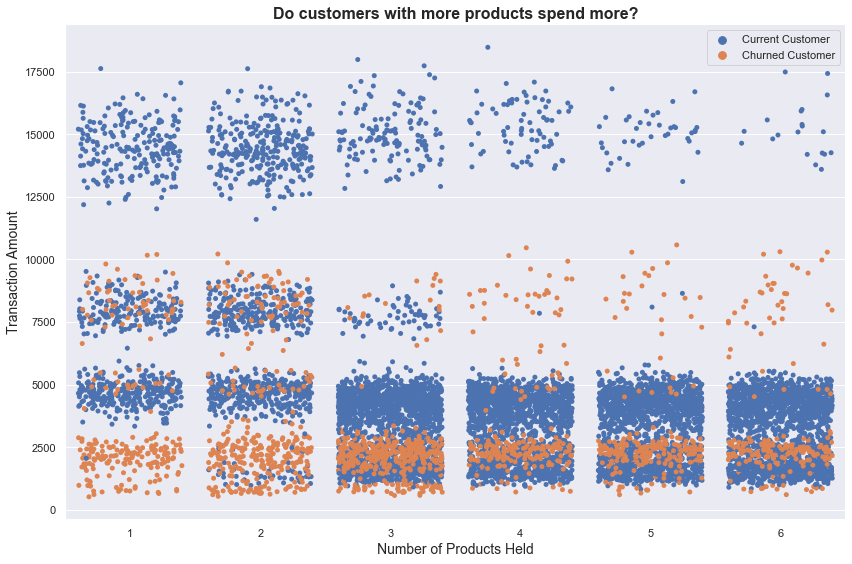 Do customers with more products spend more?
Current Customer
Churned Customer
17500
15000
12500
10000
7500
5000
2500
0
Transaction Amount
1 2 3 4 5 6
Number of Products Held